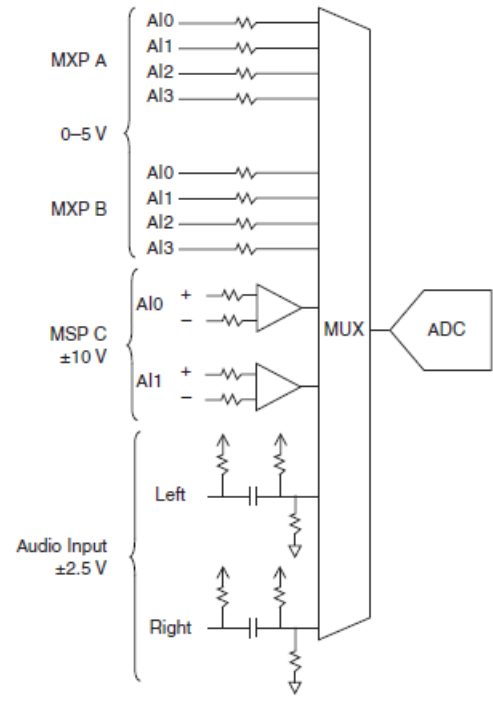 AI0
AI1
MXP A
AI2
AI3
0–5 V
AI0
AI1
MXP B
AI2
AI3
+
AI0
−
MSP C
±10 V
MUX
ADC
+
AI1
−
Left
Audio Input
±2.5 V
Right